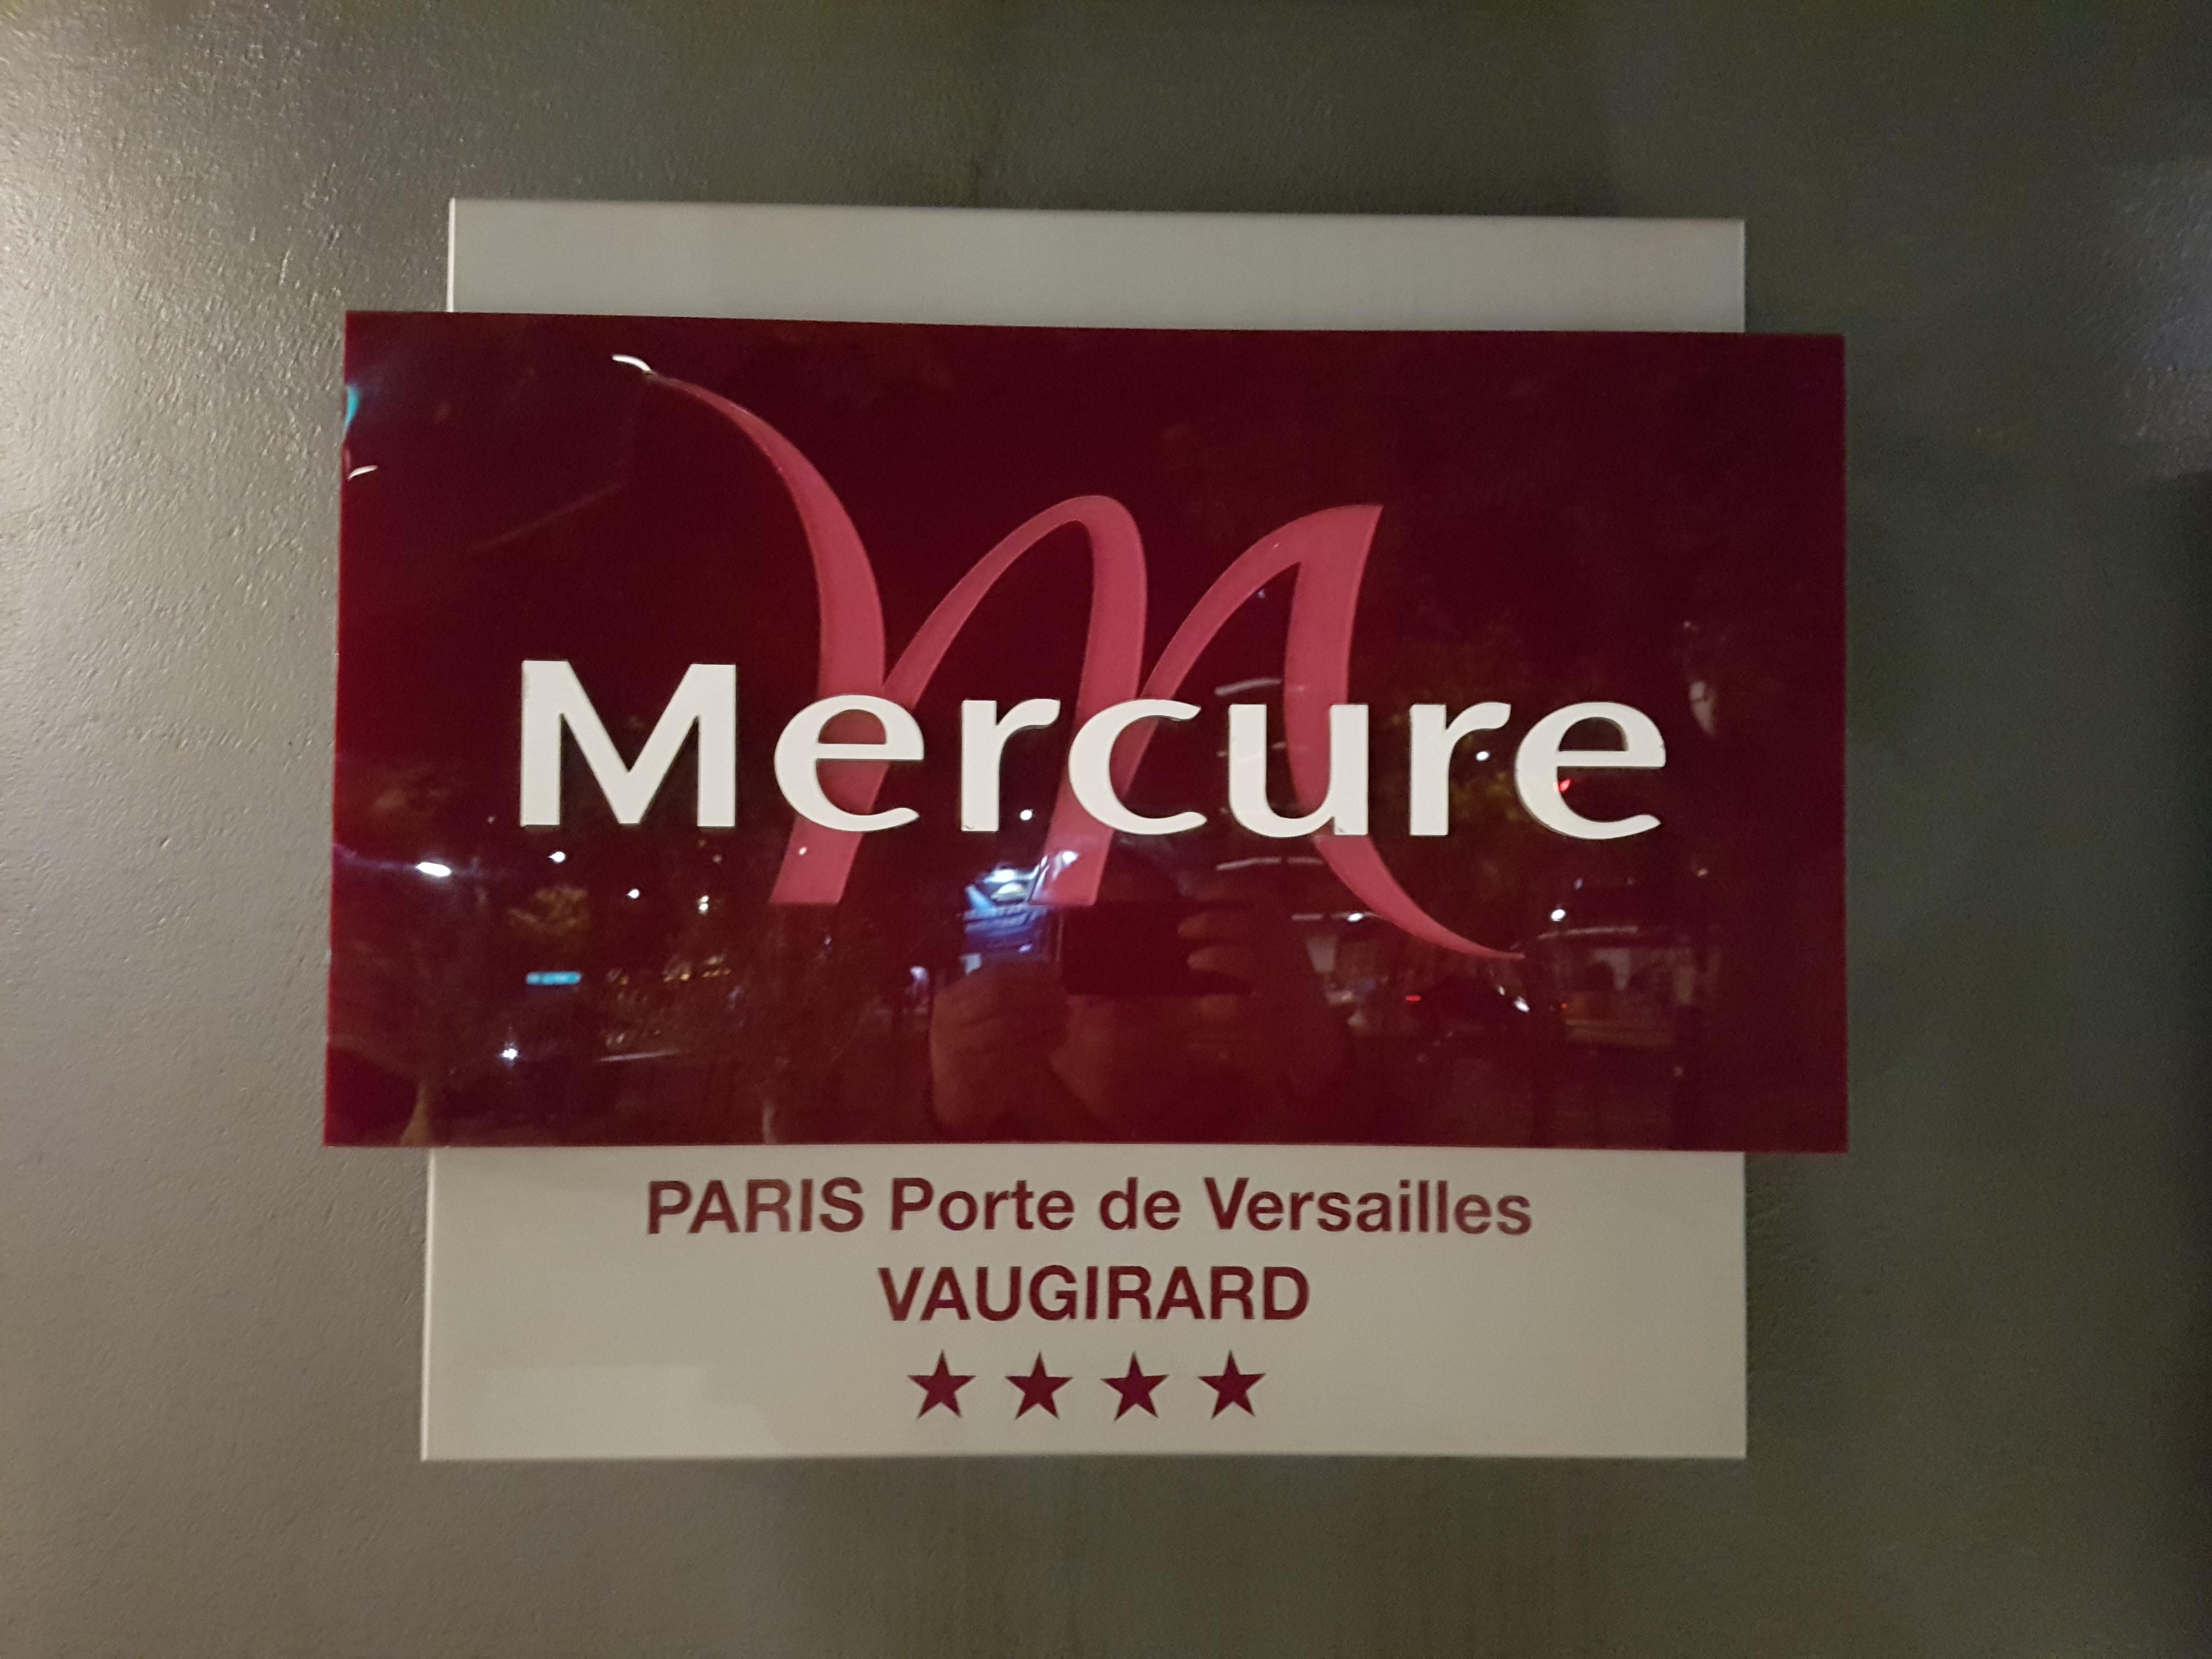 Mercure
PARIS Porte de Versailles
VAUGIRARD
★ ★ ★ ★